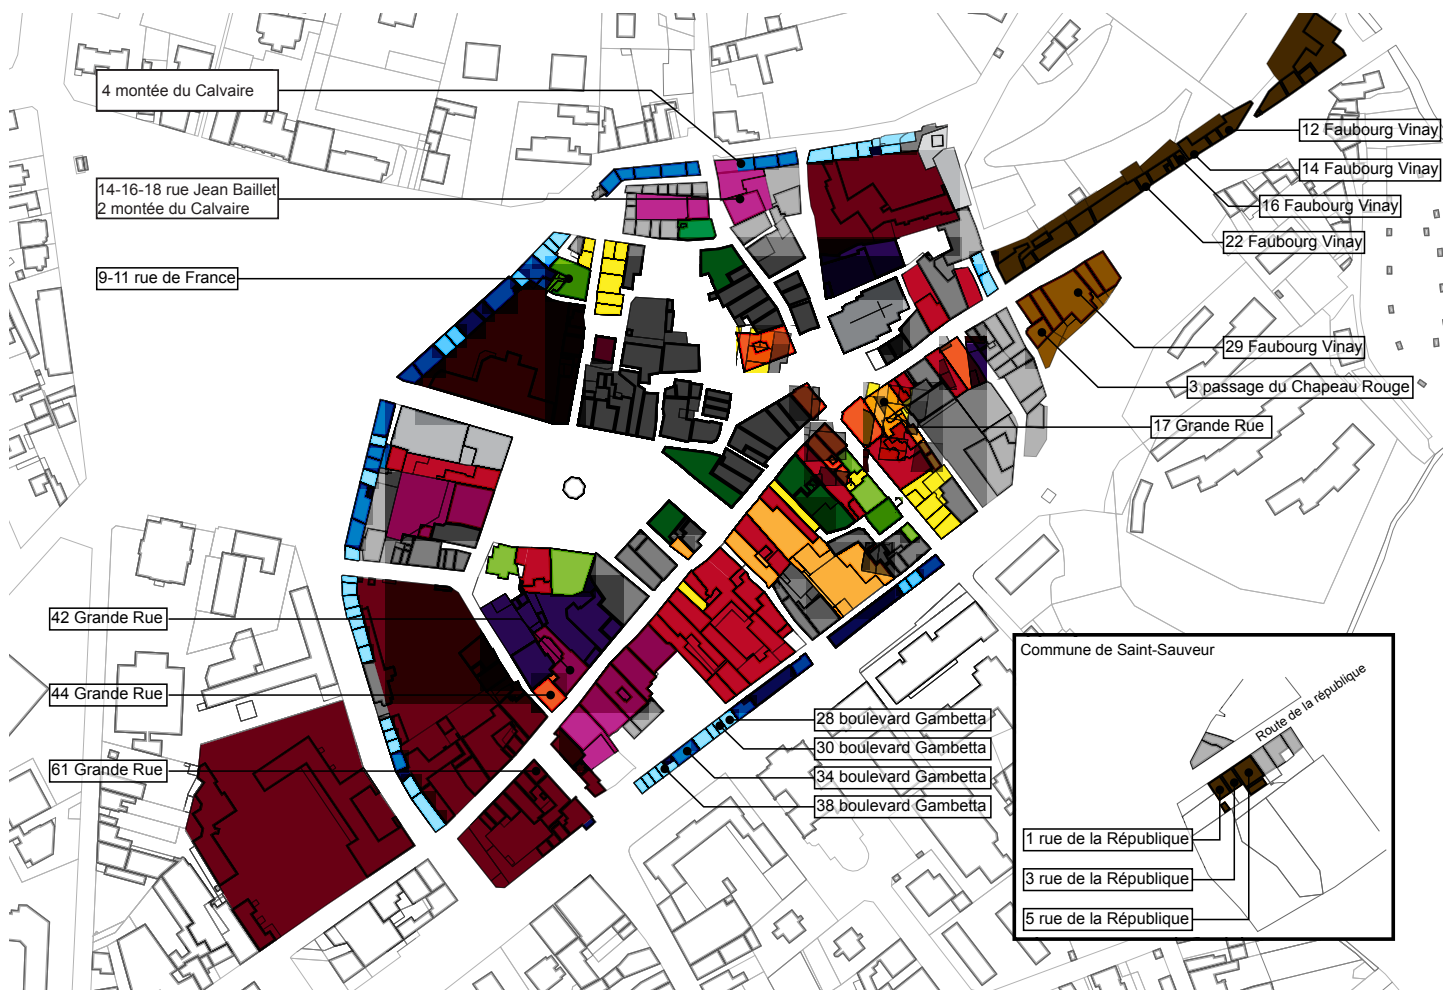 4 montée du Calvaire
14-16-18 rue Jean Baillet
2 montée du Calvaire
9-11 rue de France
12 Faubourg Vinay
14 Faubourg Vinay
16 Faubourg Vinay
22 Faubourg Vinay
29 Faubourg Vinay
3 passage du Chapeau Rouge
17 Grande Rue
42 Grande Rue
44 Grande Rue
61 Grande Rue
28 boulevard Gambetta
30 boulevard Gambetta
34 boulevard Gambetta
38 boulevard Gambetta
Commune de Saint-Sauveur
Route de la république
1 rue de la République
3 rue de la République
5 rue de la République